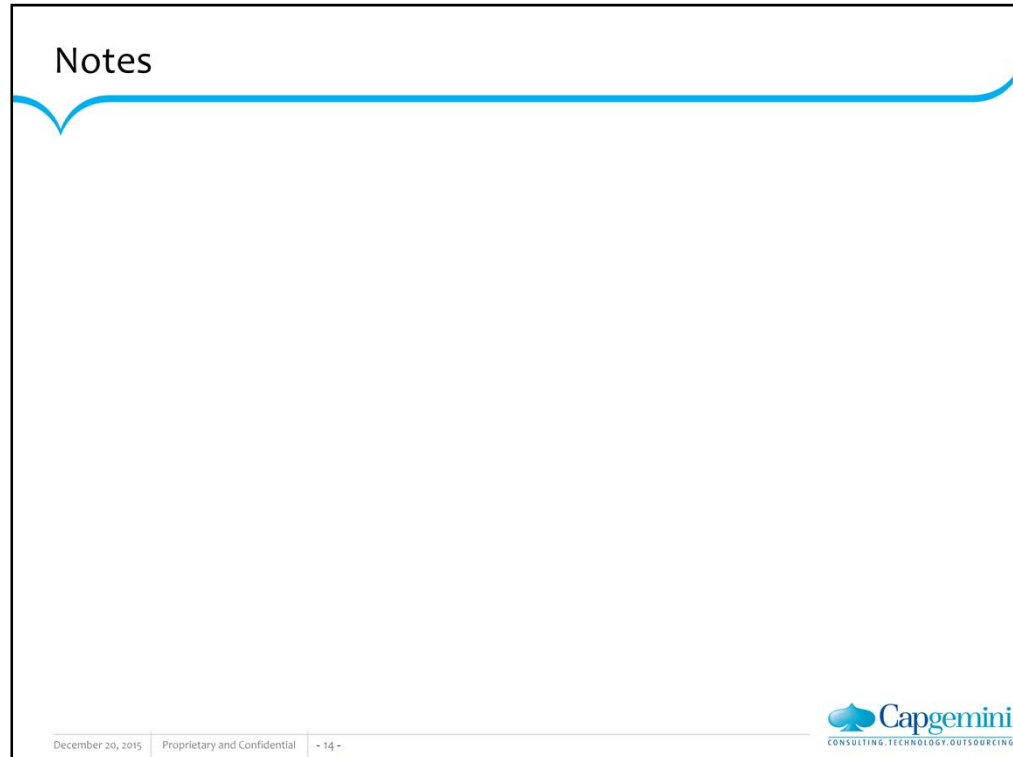 Notes
December 20, 2015 Proprietary and Confidential - 14 -
Capgemini
CONSULTING.TECHNOLOGY.OUTSOURCING